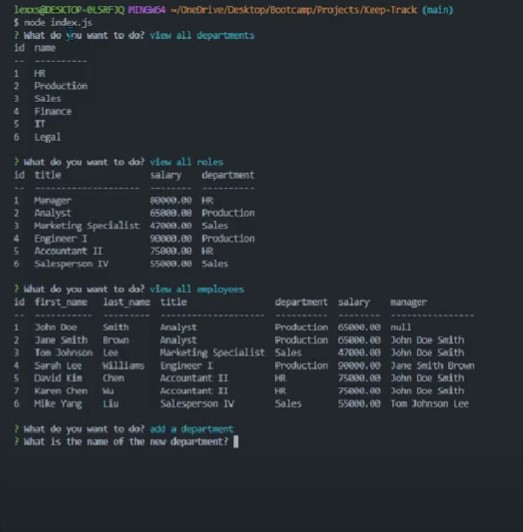 lexxs@DESKTOP-0LSRFJQ MINGW64 ~/OneDrive/Desktop/Bootcamp/Projects/Keep-Track (main)
$ node index.js
? What do you want to do? view all departments
id name
-- ----------
1 HR
2 Production
3 Sales
4 Finance
5 IT
6 Legal
? What do you want to do? view all roles
id title salary department
-- -------------------- -------- ----------
1 Manager 80000.00 HR
2 Analyst 65000.00 Production
3 Marketing Specialist 47000.00 Sales
4 Engineer I 90000.00 Production
5 Accountant II 75000.00 HR
6 Salesperson IV 55000.00 Sales
? What do you want to do? view all employees
id first_name last_name title department salary manager
-- ----------- --------- -------------------- ---------- -------- ----------------
1 John Doe Smith Analyst Production 65000.00 null
2 Jane Smith Brown Analyst Production 65000.00 John Doe Smith
3 Tom Johnson Lee Marketing Specialist Sales 47000.00 John Doe Smith
4 Sarah Lee Williams Engineer I Production 90000.00 Jane Smith Brown
5 David Kim Chen Accountant II HR 75000.00 John Doe Smith
7 Karen Chen Wu Accountant II HR 75000.00 John Doe Smith
6 Mike Yang Liu Salesperson IV Sales 55000.00 Tom Johnson Lee
? What do you want to do? add a department
? What is the name of the new department?